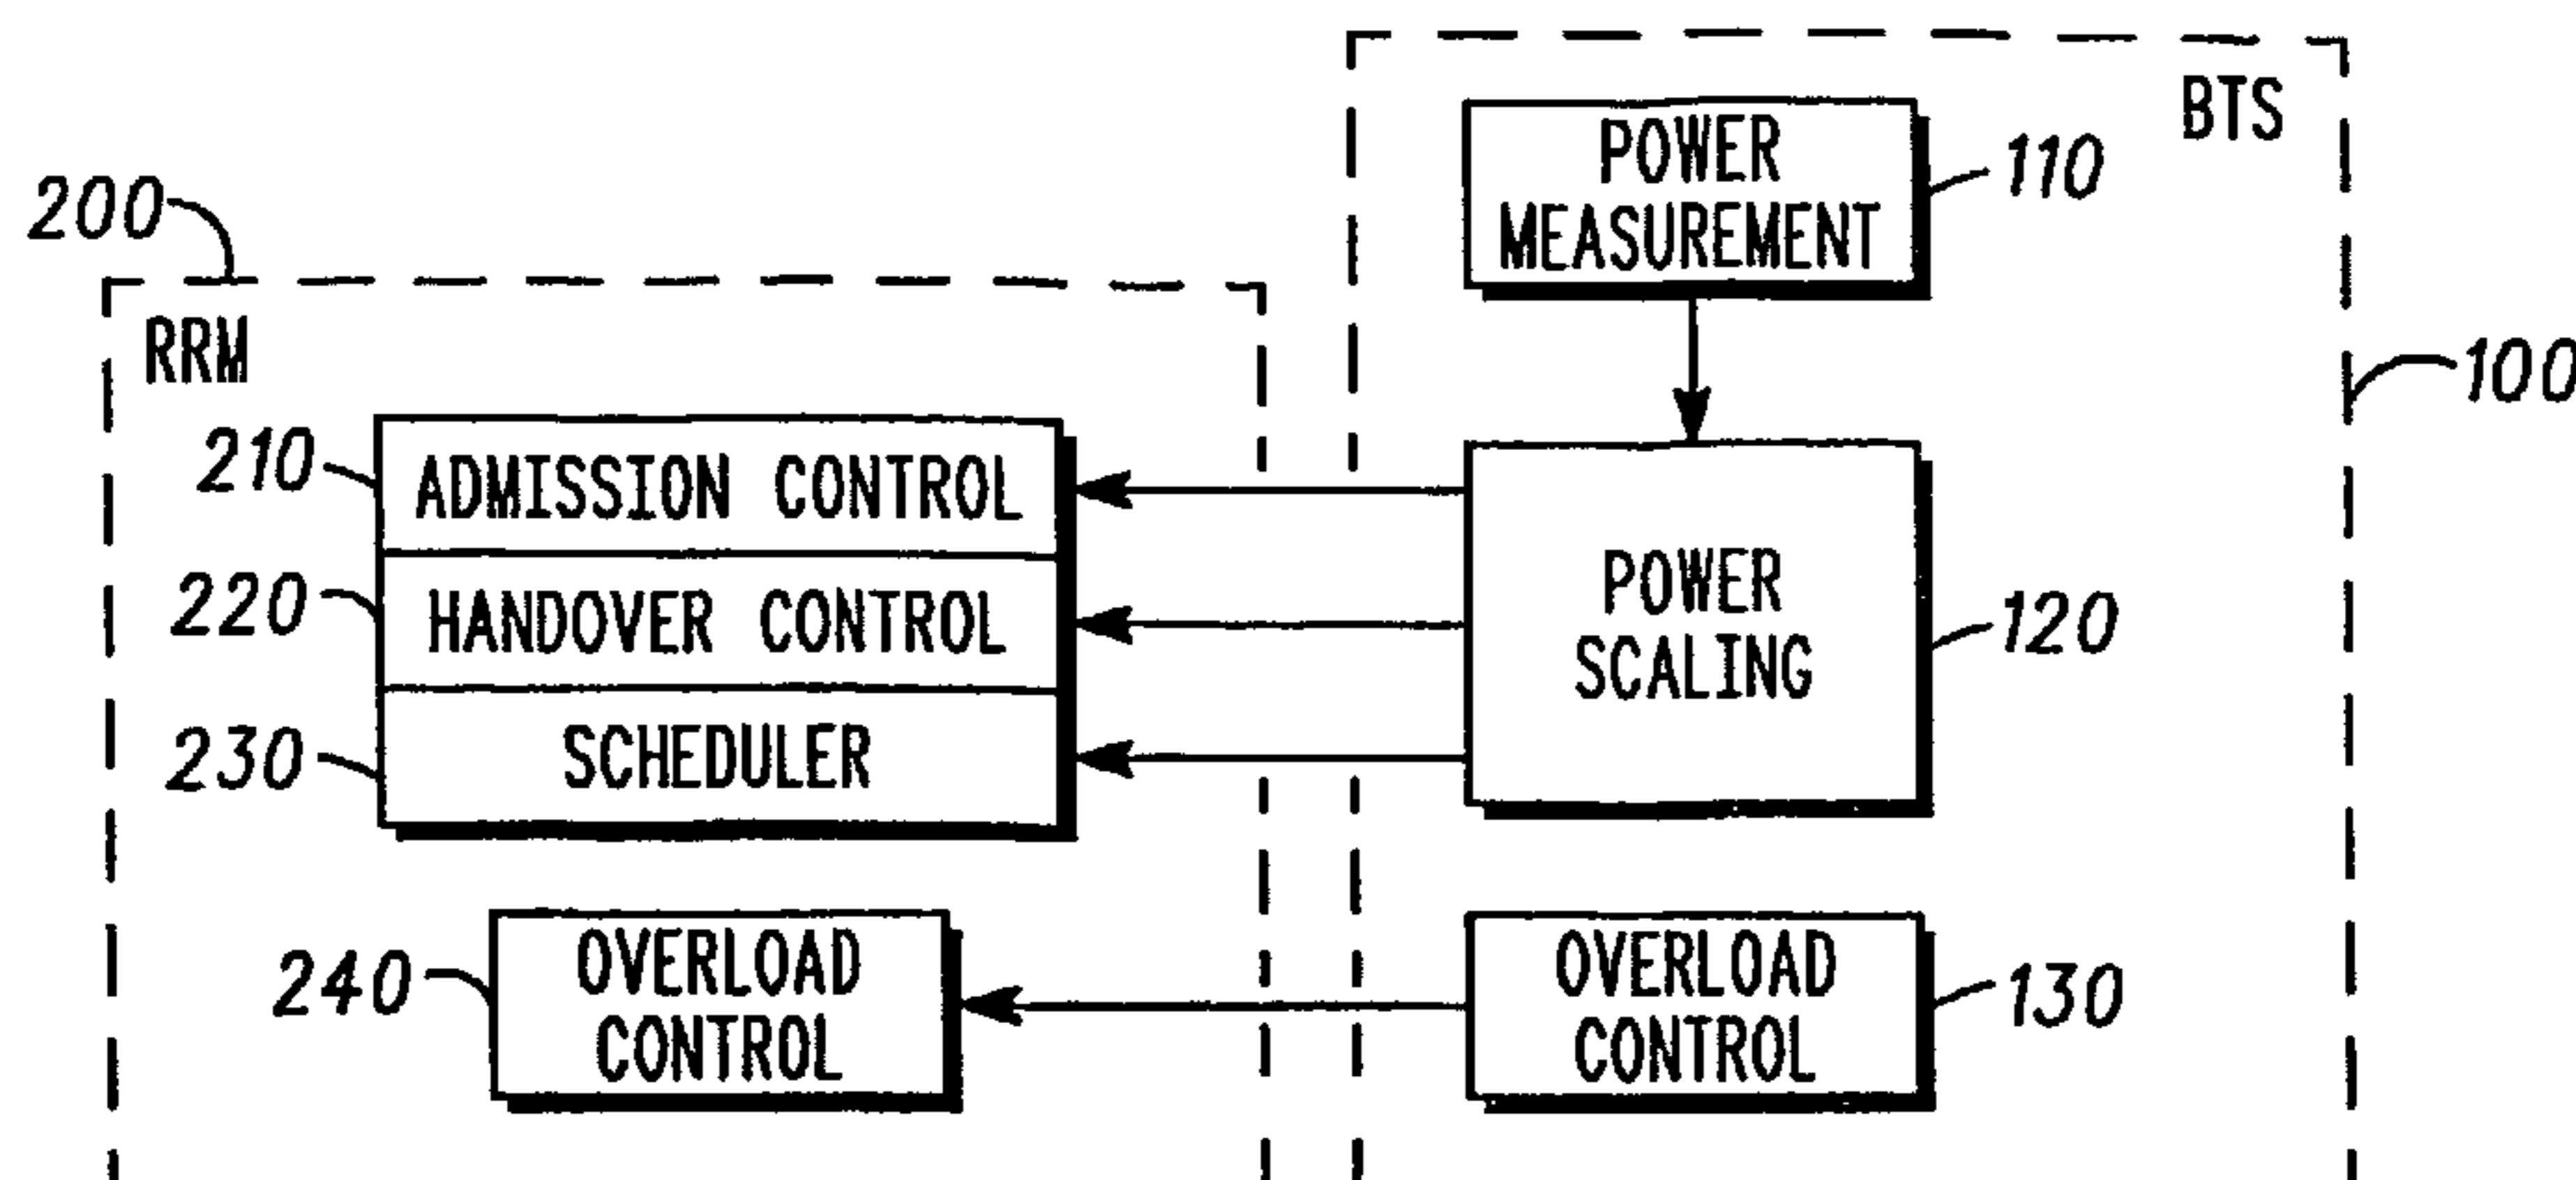 BTS
POWER
MEASUREMENT
110
200
RRM
100
210
ADMISSION CONTROL
220
HANDOVER CONTROL
POWER
SCALING
120
230
SCHEDULER
240
OVERLOAD
CONTROL
OVERLOAD
CONTROL
130